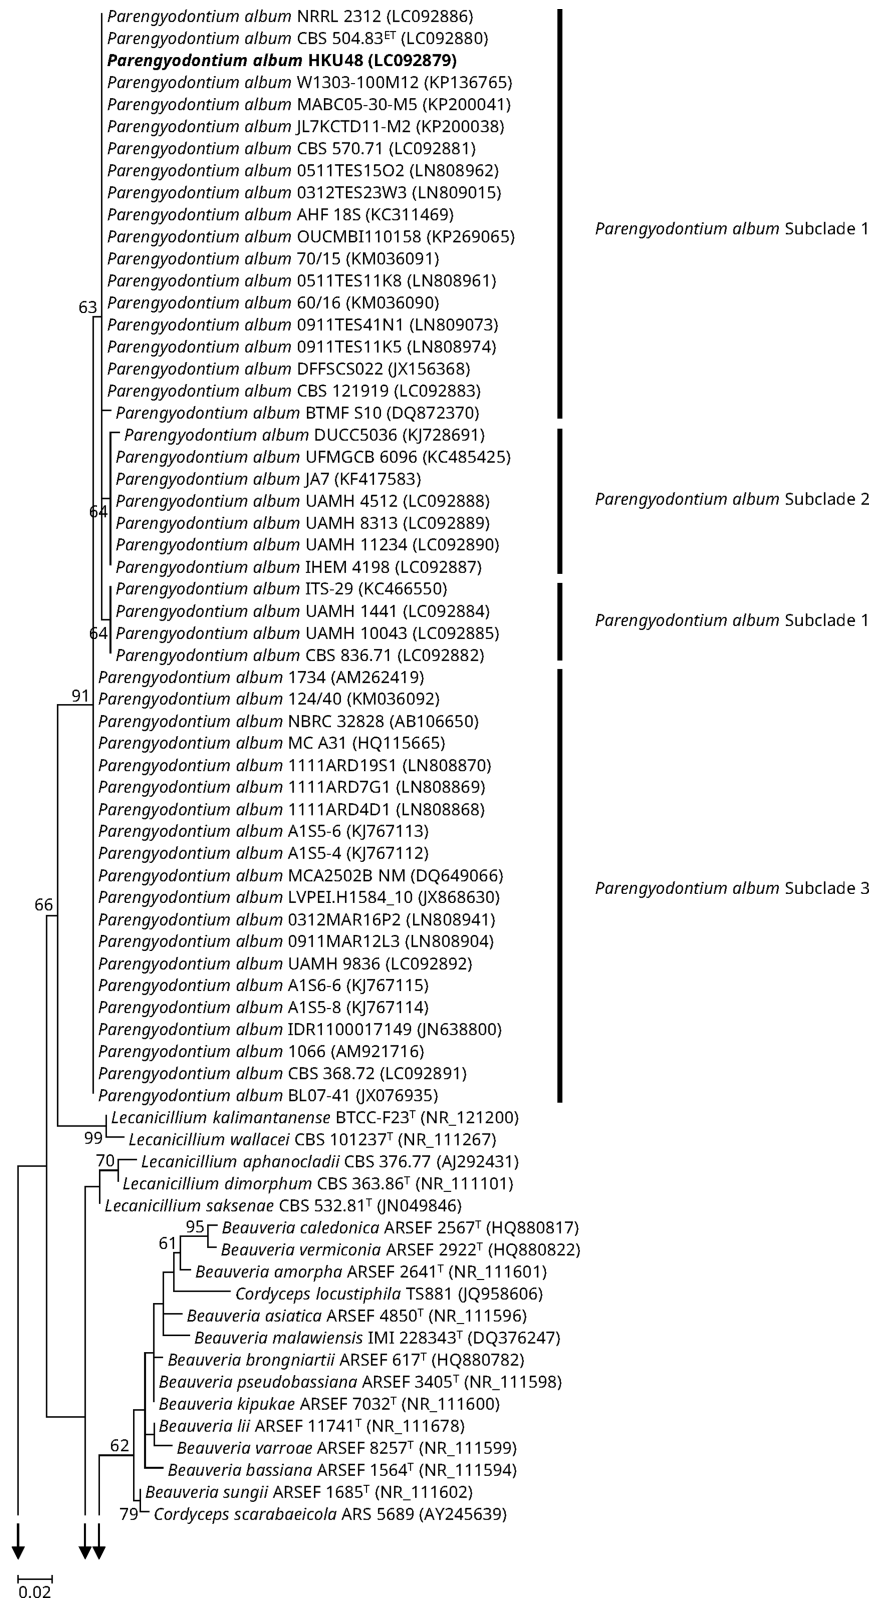 Parengyodontium album NRRL 2312 (LC092886)
Parengyodontium album CBS 504.83ET (LC092880)
Parengyodontium album HKU48 (LC092879)
Parengyodontium album W1303-100M12 (KP136765)
Parengyodontium album MABC05-30-M5 (KP200041)
Parengyodontium album JL7KCTD11-M2 (KP200038)
Parengyodontium album CBS 570.71 (LC092881)
Parengyodontium album 0511TES15O2 (LN808962)
Parengyodontium album 0312TES23W3 (LN809015)
Parengyodontium album AHF 18S (KC311469)
Parengyodontium album Subclade 1
Parengyodontium album OUCMBI110158 (KP269065)
Parengyodontium album 70/15 (KM036091)
Parengyodontium album 0511TES11K8 (LN808961)
Parengyodontium album 60/16 (KM036090)
63
Parengyodontium album 0911TES41N1 (LN809073)
Parengyodontium album 0911TES11K5 (LN808974)
Parengyodontium album DFFSCS022 (JX156368)
Parengyodontium album CBS 121919 (LC092883)
Parengyodontium album BTMF S10 (DQ872370)
Parengyodontium album DUCC5036 (KJ728691)
Parengyodontium album UFMGCB 6096 (KC485425)
Parengyodontium album JA7 (KF417583)
Parengyodontium album UAMH 4512 (LC092888)
Parengyodontium album Subclade 2
64
Parengyodontium album UAMH 8313 (LC092889)
Parengyodontium album UAMH 11234 (LC092890)
Parengyodontium album IHEM 4198 (LC092887)
Parengyodontium album ITS-29 (KC466550)
Parengyodontium album UAMH 1441 (LC092884)
Parengyodontium album Subclade 1
64
Parengyodontium album UAMH 10043 (LC092885)
Parengyodontium album CBS 836.71 (LC092882)
Parengyodontium album 1734 (AM262419)
91
Parengyodontium album 124/40 (KM036092)
Parengyodontium album NBRC 32828 (AB106650)
Parengyodontium album MC A31 (HQ115665)
Parengyodontium album 1111ARD19S1 (LN808870)
Parengyodontium album 1111ARD7G1 (LN808869)
Parengyodontium album 1111ARD4D1 (LN808868)
Parengyodontium album A1S5-6 (KJ767113)
Parengyodontium album A1S5-4 (KJ767112)
Parengyodontium album MCA2502B NM (DQ649066)
Parengyodontium album Subclade 3
Parengyodontium album LVPEI.H1584_10 (JX868630)
66
Parengyodontium album 0312MAR16P2 (LN808941)
Parengyodontium album 0911MAR12L3 (LN808904)
Parengyodontium album UAMH 9836 (LC092892)
Parengyodontium album A1S6-6 (KJ767115)
Parengyodontium album A1S5-8 (KJ767114)
Parengyodontium album IDR1100017149 (JN638800)
Parengyodontium album 1066 (AM921716)
Parengyodontium album CBS 368.72 (LC092891)
Parengyodontium album BL07-41 (JX076935)
Lecanicillium kalimantanense BTCC-F23T (NR_121200)
99
Lecanicillium wallacei CBS 101237T (NR_111267)
70
Lecanicillium aphanocladii CBS 376.77 (AJ292431)
Lecanicillium dimorphum CBS 363.86T (NR_111101)
Lecanicillium saksenae CBS 532.81T (JN049846)
95
Beauveria caledonica ARSEF 2567T (HQ880817)
61
Beauveria vermiconia ARSEF 2922T (HQ880822)
Beauveria amorpha ARSEF 2641T (NR_111601)
Cordyceps locustiphila TS881 (JQ958606)
Beauveria asiatica ARSEF 4850T (NR_111596)
Beauveria malawiensis IMI 228343T (DQ376247)
Beauveria brongniartii ARSEF 617T (HQ880782)
Beauveria pseudobassiana ARSEF 3405T (NR_111598)
Beauveria kipukae ARSEF 7032T (NR_111600)
Beauveria lii ARSEF 11741T (NR_111678)
62
Beauveria varroae ARSEF 8257T (NR_111599)
Beauveria bassiana ARSEF 1564T (NR_111594)
Beauveria sungii ARSEF 1685T (NR_111602)
79
Cordyceps scarabaeicola ARS 5689 (AY245639)
0.02